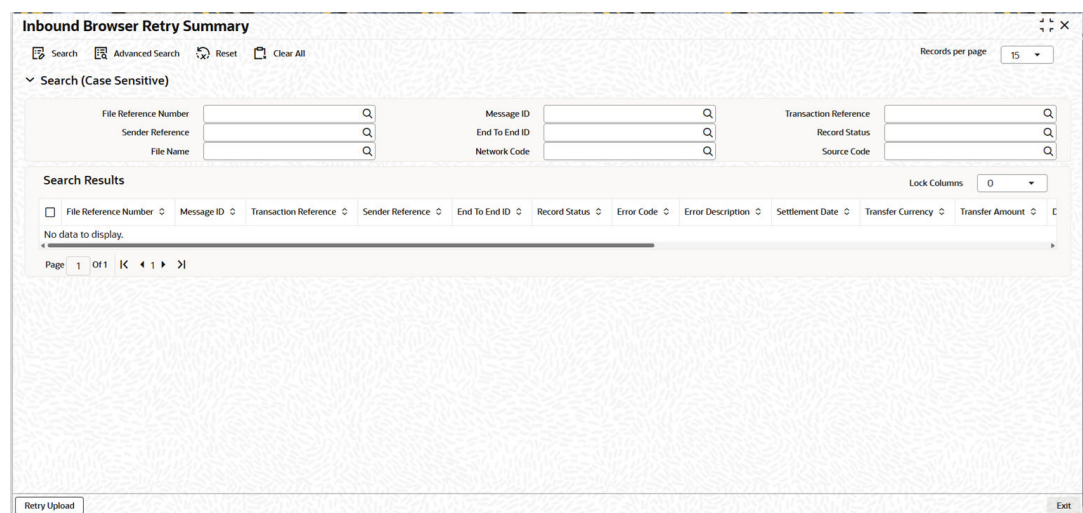 Inbound Browser Retry Summary
Search Advanced Search Reset Clear All Records per page 15
Search (Case Sensitive)
File Reference Number Message ID Transaction Reference
Sender Reference End To End ID Record Status
File Name Network Code Source Code
Search Results Lock Columns 0
File Reference Number Message ID Transaction Reference Sender Reference End To End ID Record Status Error Code Error Description Settlement Date Transfer Currency Transfer Amount
No data to display.
Page 1 Of 1 1
Retry Upload Exit